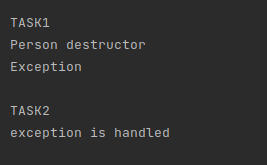 TASK1
Person destructor
Exception

TASK2
exception is handled